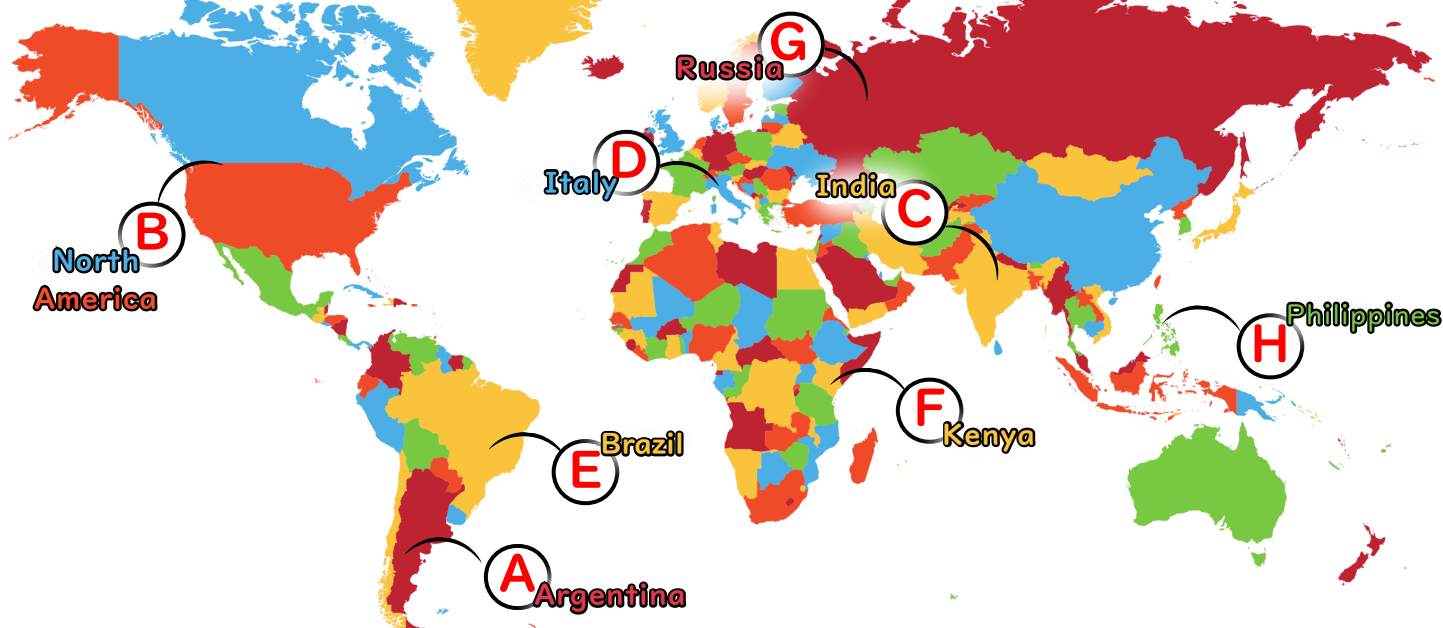 G
Russia
D
Italy
India
C
B
North
America
Philippines
H
F
Kenya
Brazil
E
A
Argentina